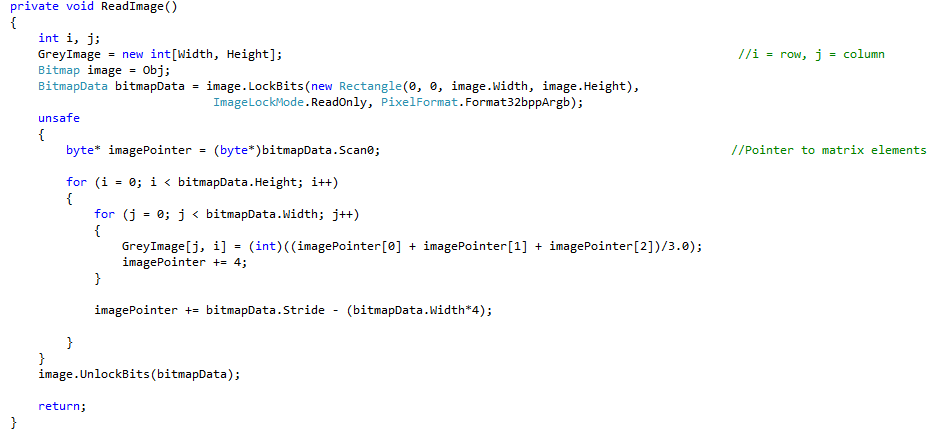 private void ReadImage()
{
int i, j;
GreyImage = new int[Width, Height]; //i = row, j = column
Bitmap image = Obj;
BitmapData bitmapData = image.LockBits(new Rectangle(0, 0, image.Width, image.Height),
ImageLockMode.ReadOnly, PixelFormat.Format32bppArgb);
unsafe
{
byte* imagePointer = (byte*)bitmapData.Scan0; //Pointer to matrix elements
for (i = 0; i < bitmapData.Height; i++)
{
for (j = 0; j < bitmapData.Width; j++)
{
GreyImage[j, i] = (int)((imagePointer[0] + imagePointer[1] + imagePointer[2])/3.0);
imagePointer += 4;
}
imagePointer += bitmapData.Stride - (bitmapData.Width*4);
}
}
image.UnlockBits(bitmapData);
return;
}